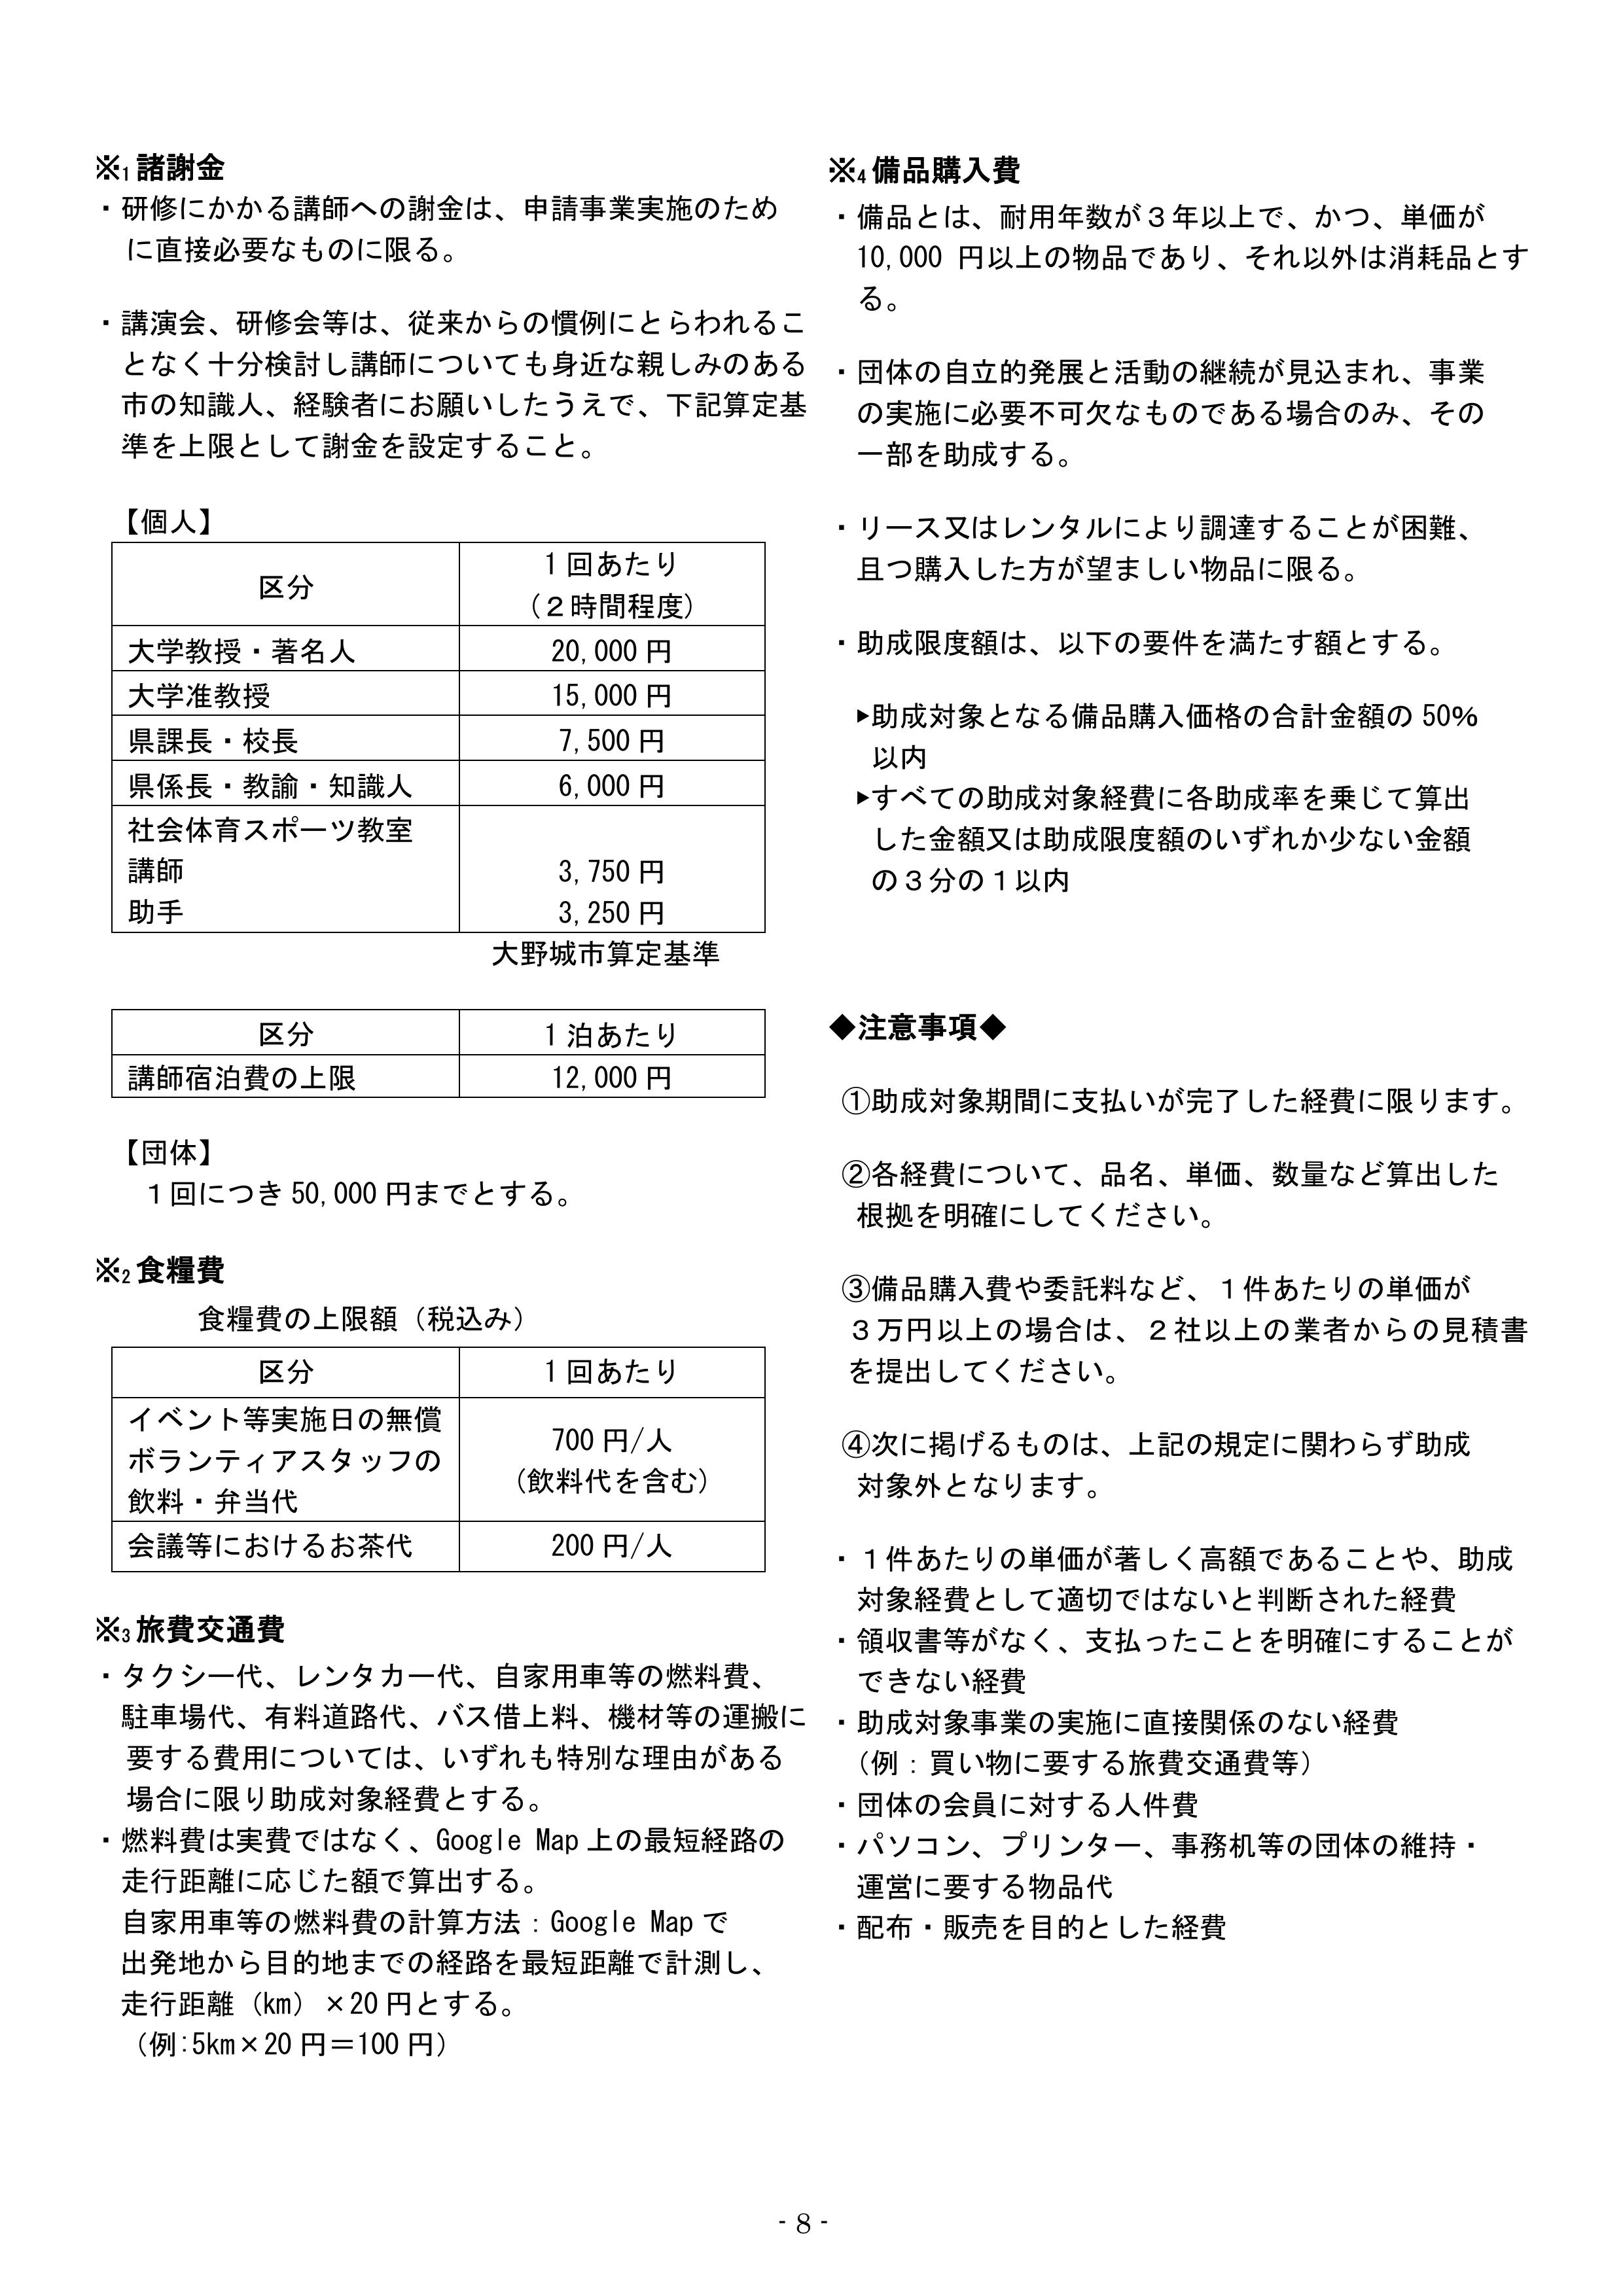 ※1 諸謝金
・研修にかかる講師への謝金は、申請事業実施のため
に直接必要なものに限る。
・講演会、研修会等は、従来からの慣例にとらわれるこ
となく十分検討し講師についても身近な親しみのある
市の知識人、経験者にお願いしたうえで、下記算定基
準を上限として謝金を設定すること。
【個人】
区分
１回あたり
（２時間程度）
大学教授・著名人 20,000 円
大学准教授 15,000 円
県課長・校長 7,500 円
県係長・教諭・知識人 6,000 円
社会体育スポーツ教室
講師 3,750 円
助手 3,250 円
大野城市算定基準
区分 １泊あたり
講師宿泊費の上限 12,000 円
【団体】
１回につき 50,000 円までとする。
※2 食糧費
食糧費の上限額（税込み）
区分 １回あたり
イベント等実施日の無償
ボランティアスタッフの
飲料・弁当代
700 円/人
（飲料代を含む）
会議等におけるお茶代 200 円/人
※3 旅費交通費
・タクシー代、レンタカー代、自家用車等の燃料費、
駐車場代、有料道路代、バス借上料、機材等の運搬に
要する費用については、いずれも特別な理由がある
場合に限り助成対象経費とする。
・燃料費は実費ではなく、Google Map 上の最短経路の
走行距離に応じた額で算出する。
自家用車等の燃料費の計算方法：Google Map で
出発地から目的地までの経路を最短距離で計測し、
走行距離（km）×20 円とする。
（例：5km×20 円＝100 円）
※4 備品購入費
・備品とは、耐用年数が３年以上で、かつ、単価が
10,000 円以上の物品であり、それ以外は消耗品とす
る。
・団体の自立的発展と活動の継続が見込まれ、事業
の実施に必要不可欠なものである場合のみ、その
一部を助成する。
・リース又はレンタルにより調達することが困難、
且つ購入した方が望ましい物品に限る。
・助成限度額は、以下の要件を満たす額とする。
▶助成対象となる備品購入価格の合計金額の 50%
以内
▶すべての助成対象経費に各助成率を乗じて算出
した金額又は助成限度額のいずれか少ない金額
の３分の１以内
◆注意事項◆
①助成対象期間に支払いが完了した経費に限ります。
②各経費について、品名、単価、数量など算出した
根拠を明確にしてください。
③備品購入費や委託料など、１件あたりの単価が
３万円以上の場合は、２社以上の業者からの見積書
を提出してください。
④次に掲げるものは、上記の規定に関わらず助成
対象外となります。
・１件あたりの単価が著しく高額であることや、助成
対象経費として適切ではないと判断された経費
・領収書等がなく、支払ったことを明確にすることが
できない経費
・助成対象事業の実施に直接関係のない経費
（例：買い物に要する旅費交通費等）
・団体の会員に対する人件費
・パソコン、プリンター、事務机等の団体の維持・
運営に要する物品代
・配布・販売を目的とした経費
- 8 -